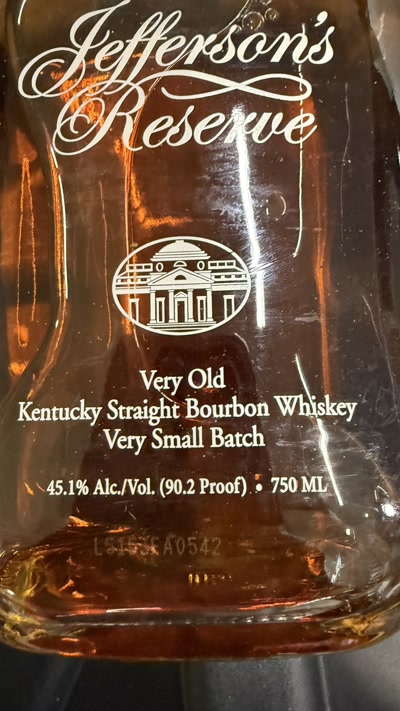 Jefferson's
Reserve
Very Old
Kentucky Straight Bourbon Whiskey
Very Small Batch
45.1% Alc./Vol. (90.2 Proof) • 750 ML